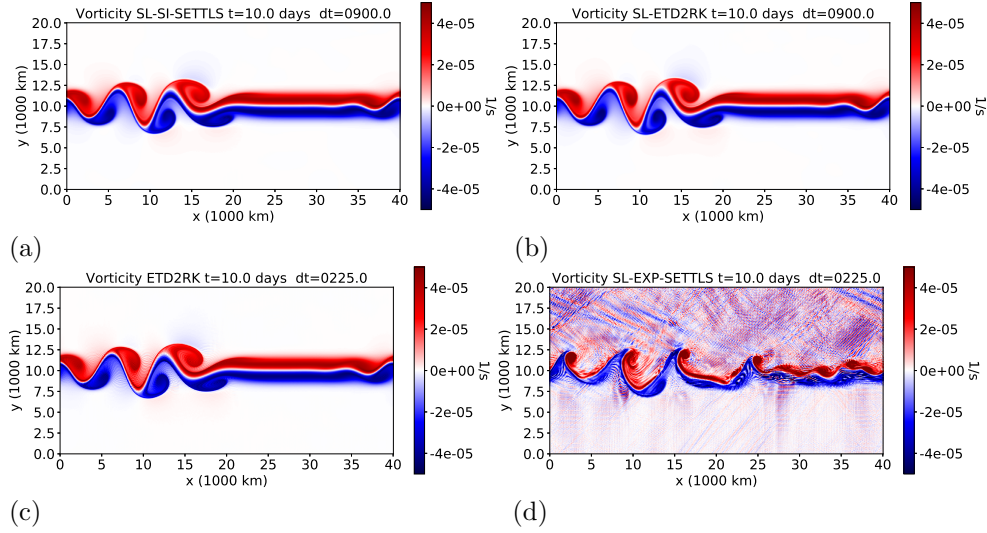 Vorticity SL-SI-SETTLS t=10.0 days dt=0900.0
20.0
17.5
15.0
12.5
10.0
7.5
5.0
2.5
0.0
y (1000 km)
0 5 10 15 20 25 30 35 40
x (1000 km)
4e-05
2e-05
0e+00
−2e-05
−4e-05
1/s
(a)
Vorticity SL-ETD2RK t=10.0 days dt=0900.0
20.0
17.5
15.0
12.5
10.0
7.5
5.0
2.5
0.0
y (1000 km)
0 5 10 15 20 25 30 35 40
x (1000 km)
4e-05
2e-05
0e+00
−2e-05
−4e-05
1/s
(b)
Vorticity ETD2RK t=10.0 days dt=0225.0
20.0
17.5
15.0
12.5
10.0
7.5
5.0
2.5
0.0
y (1000 km)
0 5 10 15 20 25 30 35 40
x (1000 km)
4e-05
2e-05
0e+00
−2e-05
−4e-05
1/s
(c)
Vorticity SL-EXP-SETTLS t=10.0 days dt=0225.0
20.0
17.5
15.0
12.5
10.0
7.5
5.0
2.5
0.0
y (1000 km)
0 5 10 15 20 25 30 35 40
x (1000 km)
4e-05
2e-05
0e+00
−2e-05
−4e-05
1/s
(d)